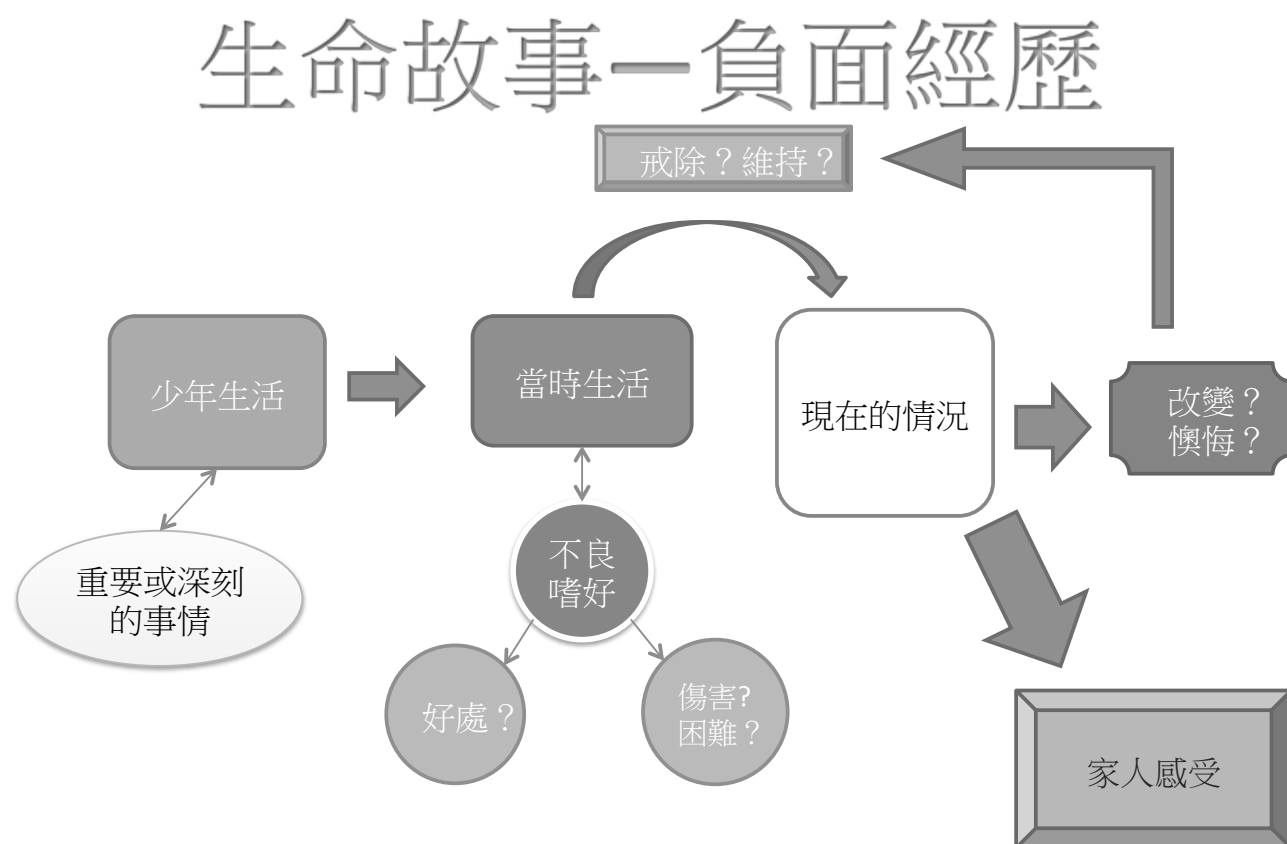 生命故事—負面經歷
戒除？維持？
少年生活
當時生活
現在的情況
改變？
懊悔？
重要或深刻
的事情
不良
嗜好
好處？
傷害?
困難？
家人感受